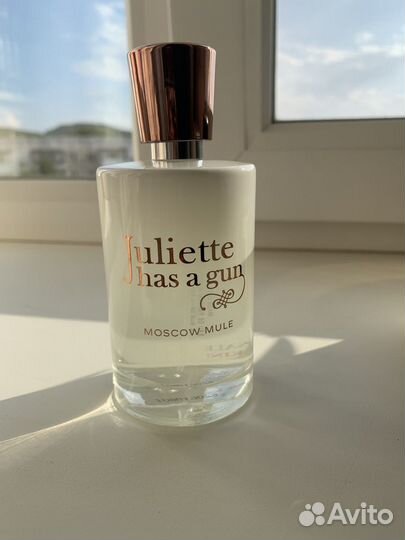 Juliette
has a gun
MOSCOW MULE
Avito